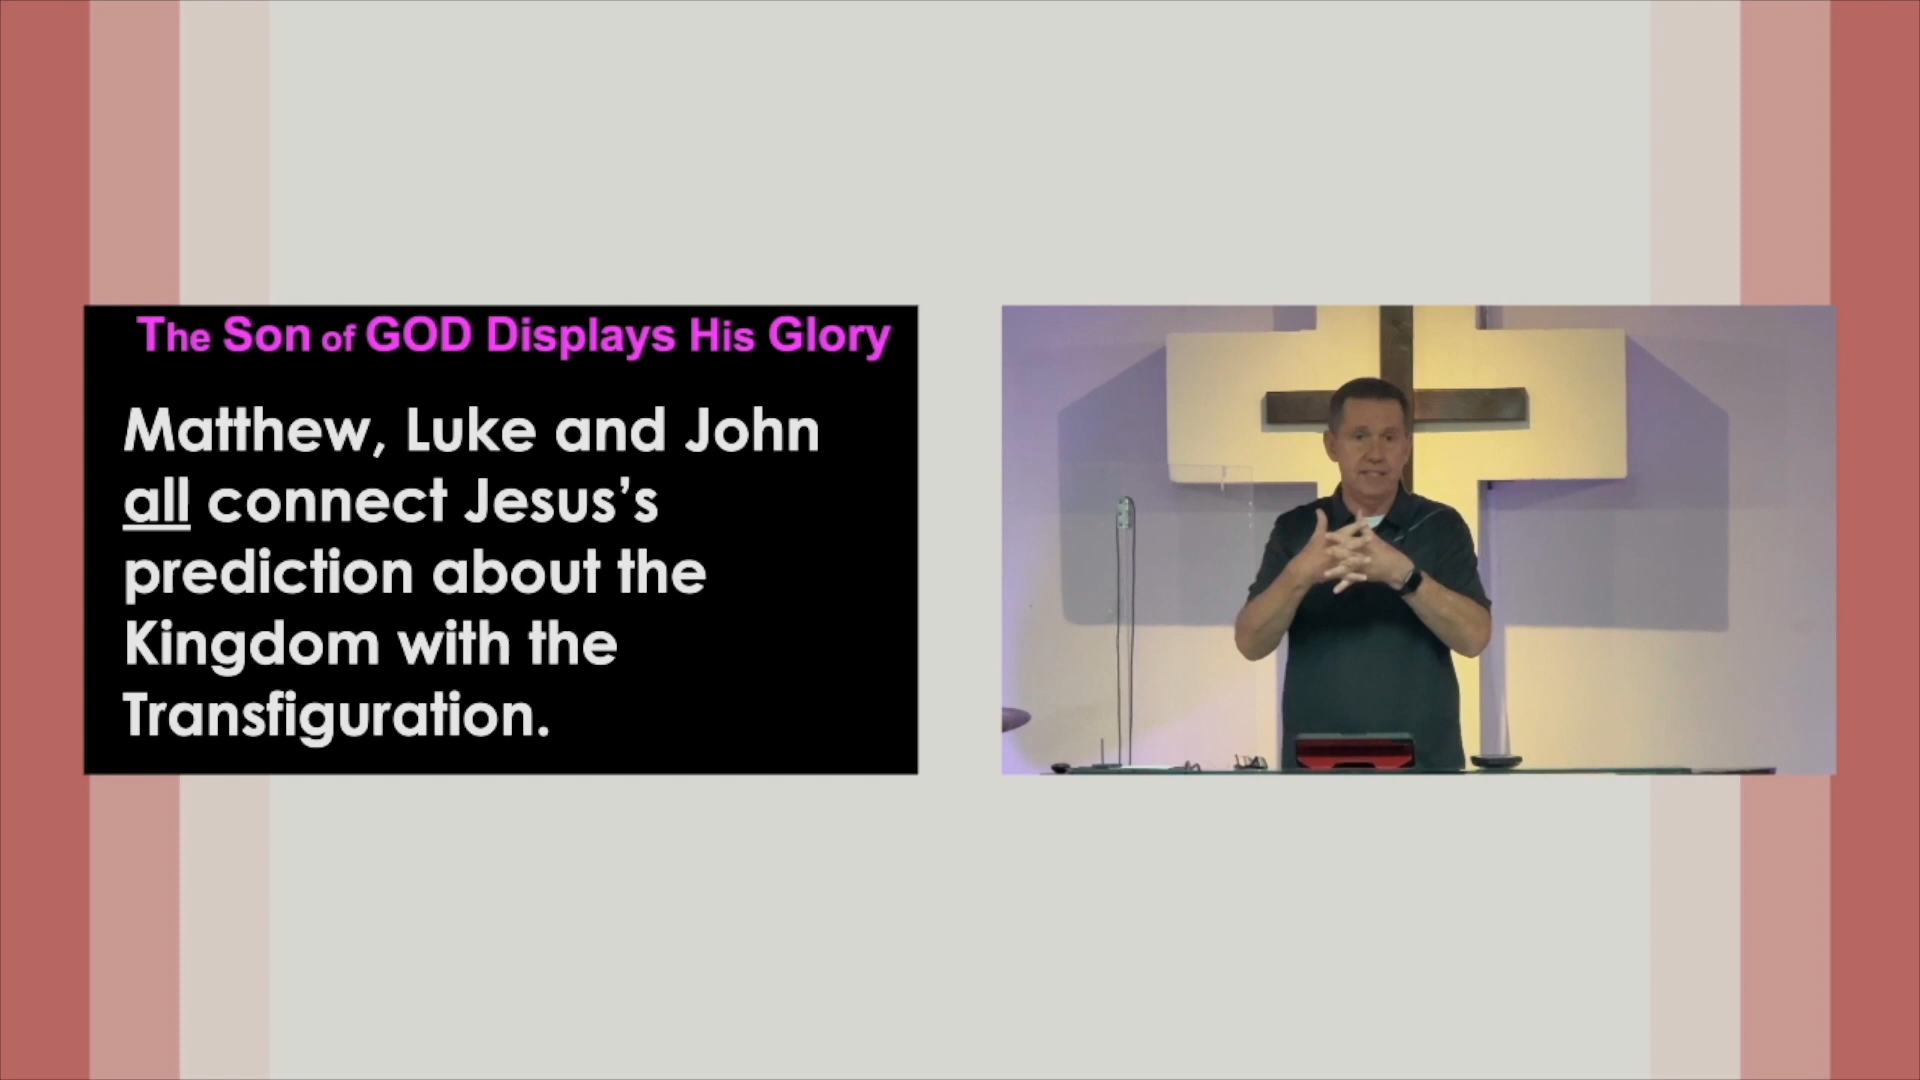 The Son of GOD Displays His Glory
Matthew, Luke and John
all connect Jesus’s
prediction about the
Kingdom with the
Transfiguration.